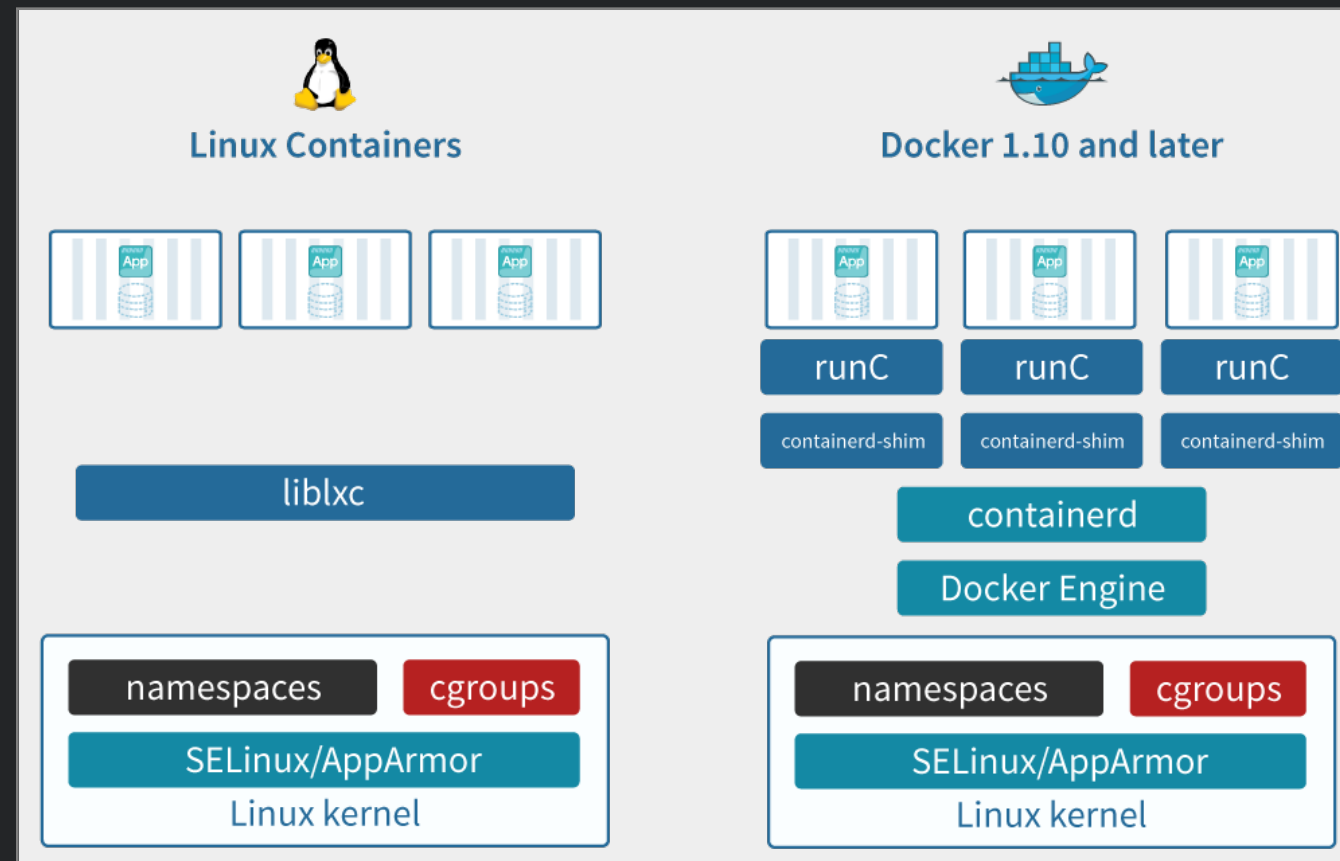 Linux Containers
App
App
App
liblxc
namespaces
cgroups
SELinux/AppArmor
Linux kernel
Docker 1.10 and later
App
App
App
runC
runC
runC
containerd-shim
containerd-shim
containerd-shim
containerd
Docker Engine
namespaces
cgroups
SELinux/AppArmor
Linux kernel